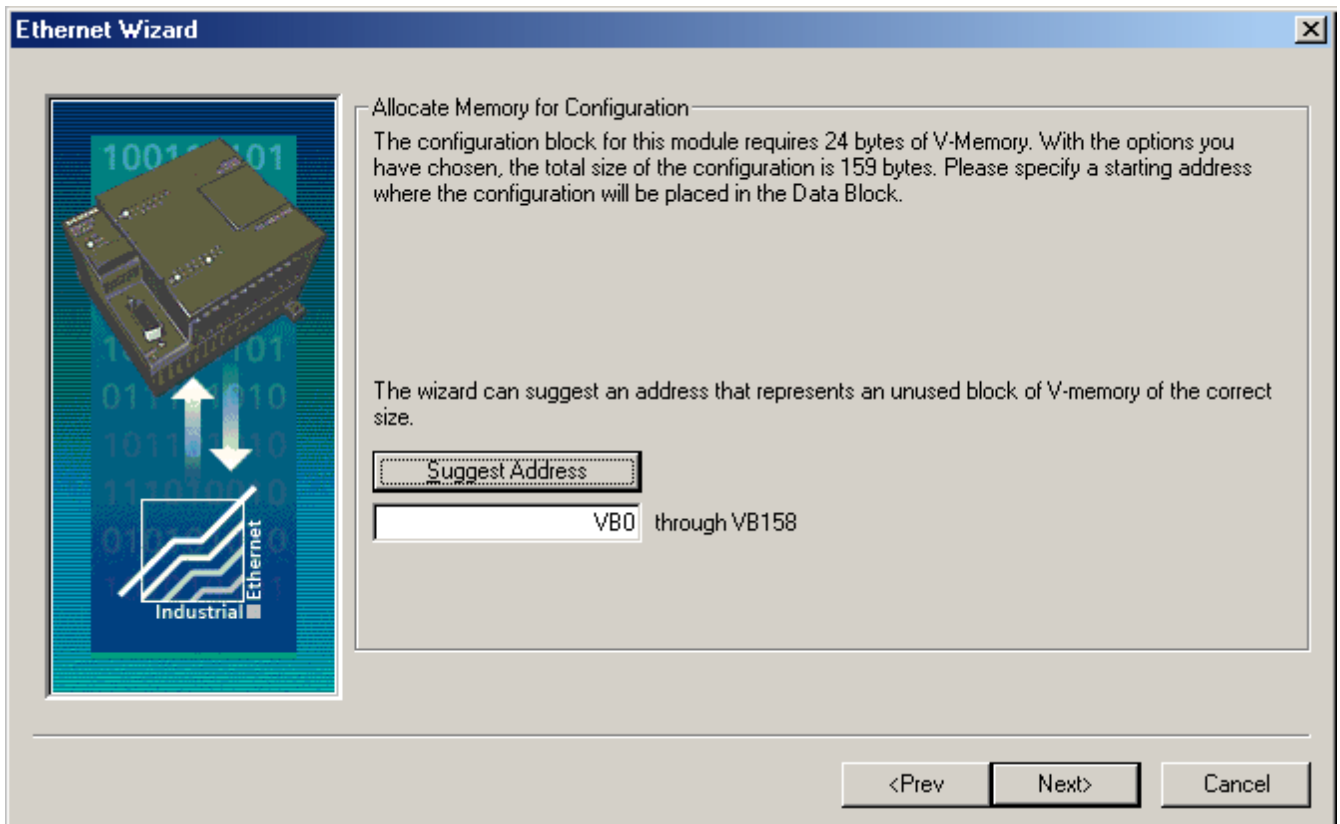 Ethernet Wizard
Allocate Memory for Configuration
The configuration block for this module requires 24 bytes of V-Memory. With the options you
have chosen, the total size of the configuration is 159 bytes. Please specify a starting address
where the configuration will be placed in the Data Block.
The wizard can suggest an address that represents an unused block of V-memory of the correct
size.
Suggest Address
VB0 through VB158
Industrial
Ethernet
<Prev Next> Cancel